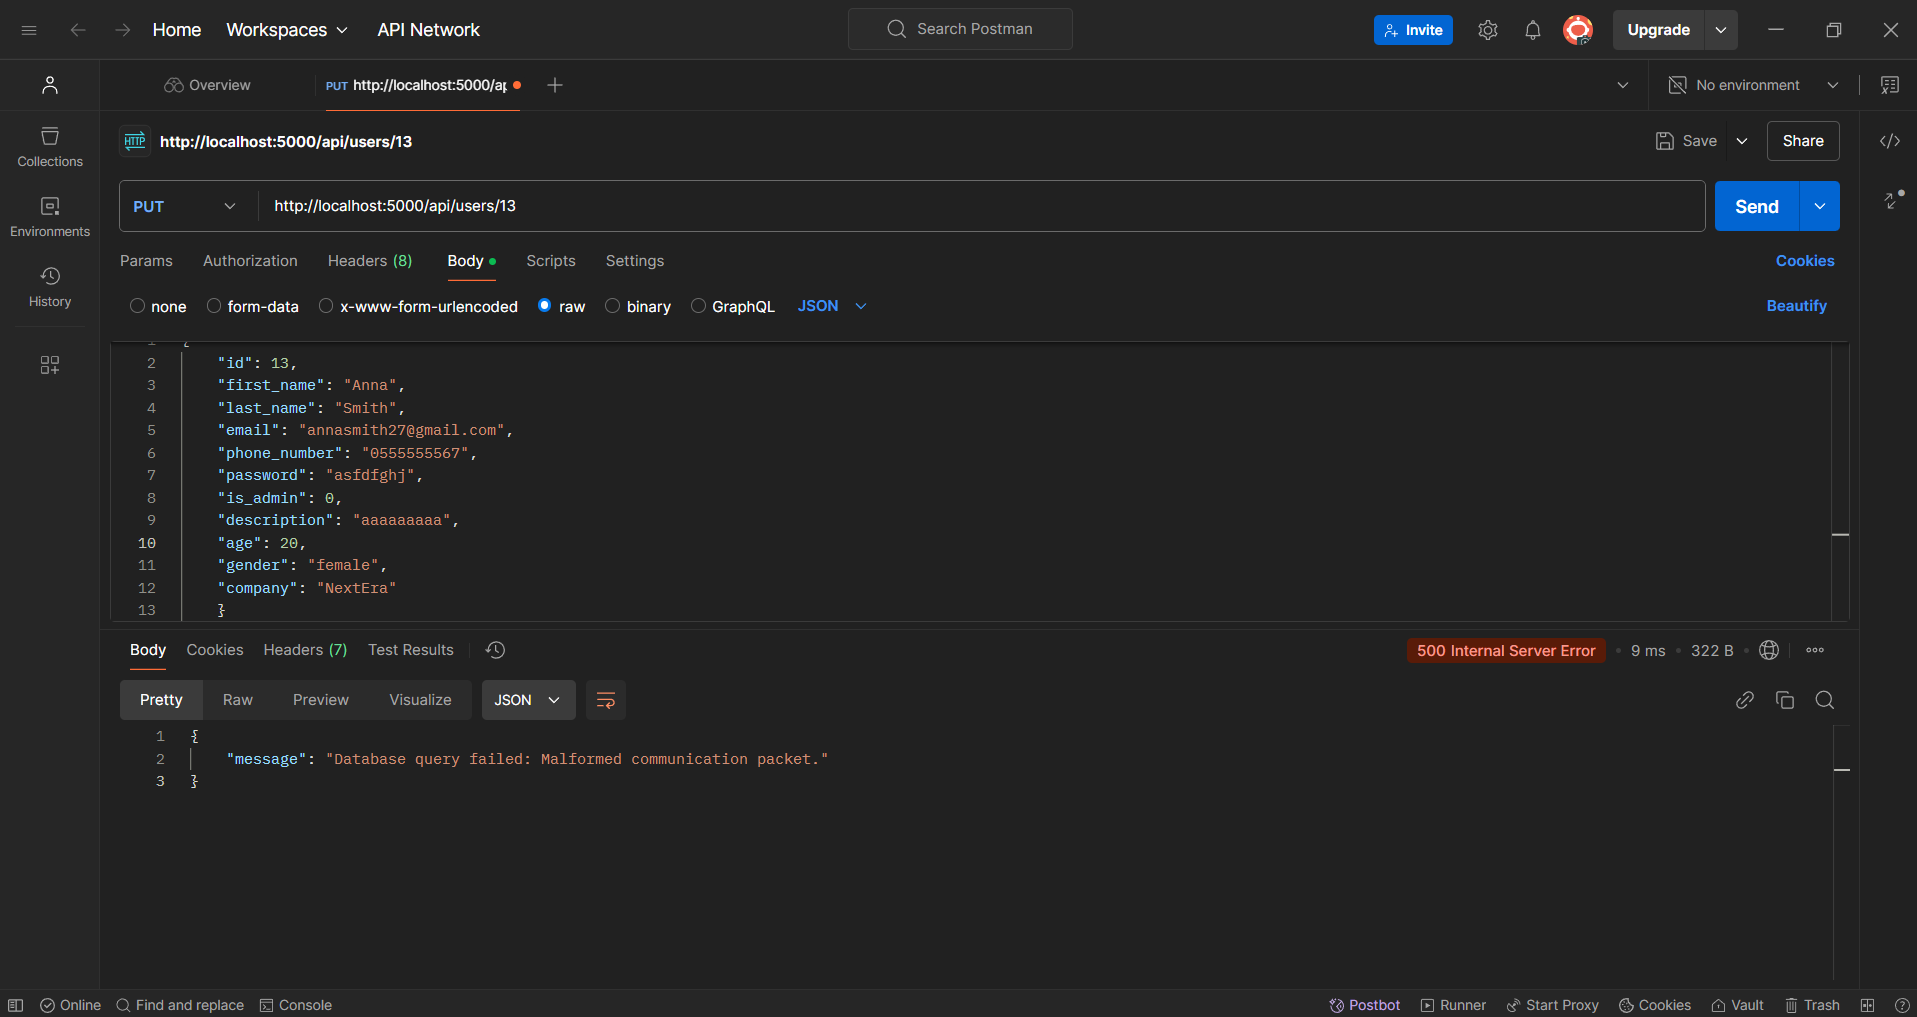 Home Workspaces API Network Search Postman Invite Upgrade
Overview PUT http://localhost:5000/ap No environment
HTTP http://localhost:5000/api/users/13 Save Share
Collections
PUT http://localhost:5000/api/users/13 Send
Environments
Params Authorization Headers (8) Body Scripts Settings Cookies
History
none form-data x-www-form-urlencoded raw binary GraphQL JSON Beautify
1 {
2 "id": 13,
3 "first_name": "Anna",
4 "last_name": "Smith",
5 "email": "annasmith27@gmail.com",
6 "phone_number": "0555555567",
7 "password": "asfdfghj",
8 "is_admin": 0,
9 "description": "aaaaaaaaa",
10 "age": 20,
11 "gender": "female",
12 "company": "NextEra"
13 }
Body Cookies Headers (7) Test Results 500 Internal Server Error 9 ms 322 B
Pretty Raw Preview Visualize JSON
1 {
2 "message": "Database query failed: Malformed communication packet."
3 }
Online Find and replace Console Postbot Runner Start Proxy Cookies Vault Trash